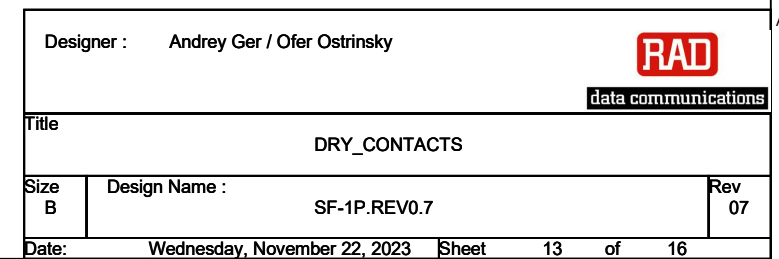 Designer : Andrey Ger / Ofer Ostrinsky
RAD
data communications
Title
DRY_CONTACTS
Size Design Name : Rev
B SF-1P.REV0.7 07
Date: Wednesday, November 22, 2023 Sheet 13 of 16